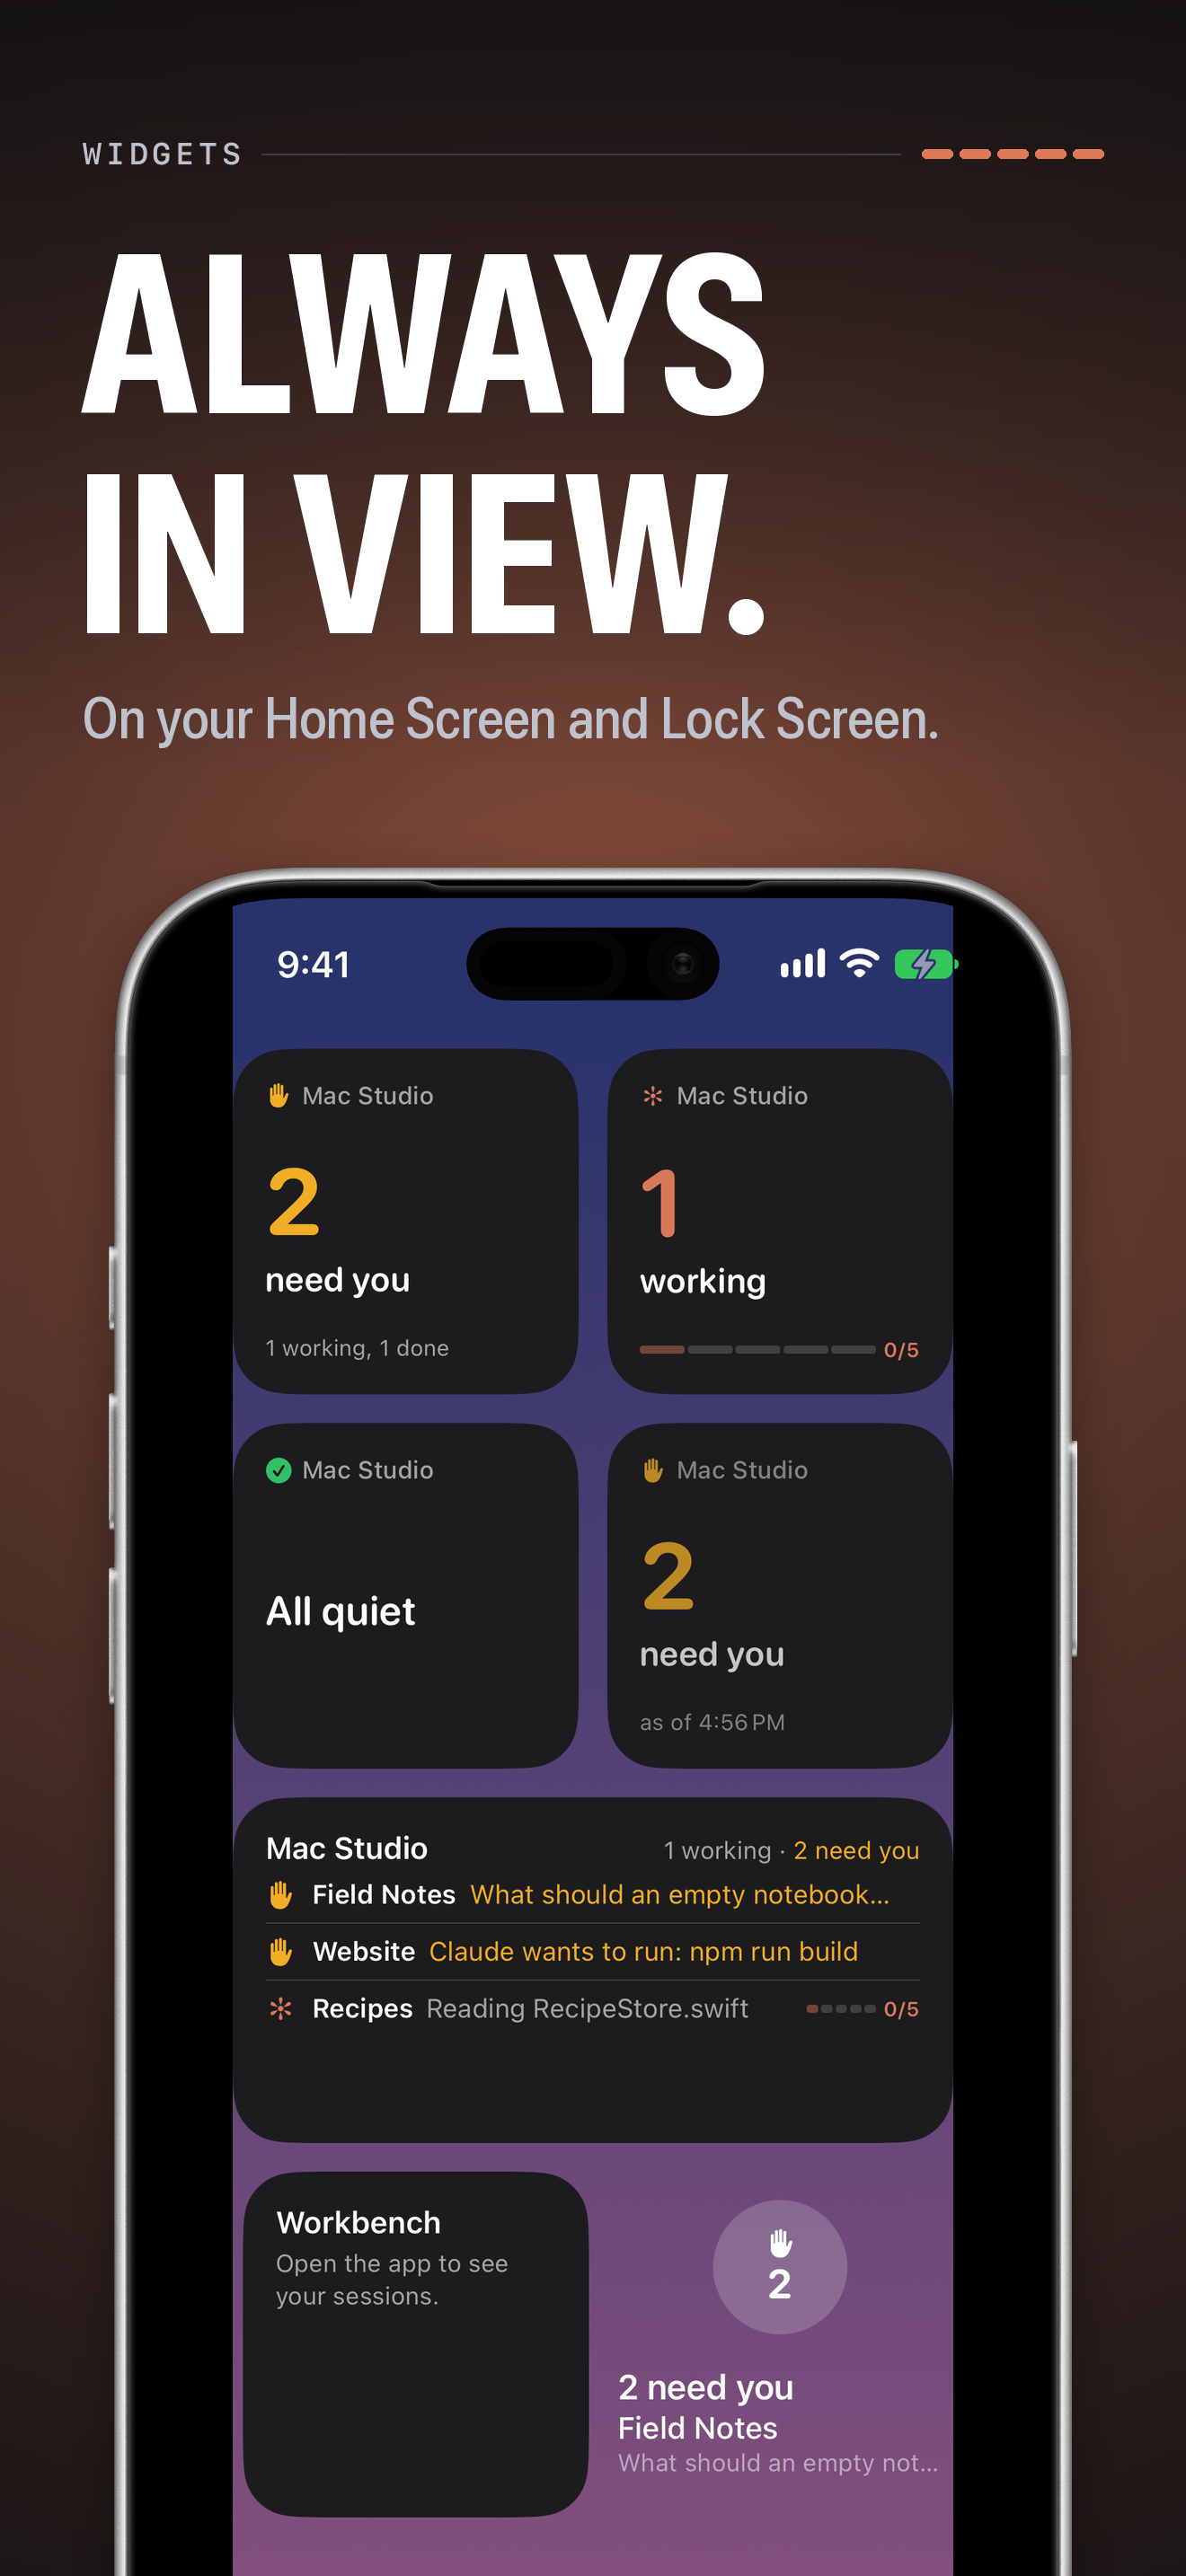 WIDGETS
ALWAYS
IN VIEW.
On your Home Screen and Lock Screen.
9:41
Mac Studio
2
need you
1 working, 1 done
Mac Studio
1
working
0/5
Mac Studio
All quiet
Mac Studio
2
need you
as of 4:56 PM
Mac Studio 1 working · 2 need you
Field Notes What should an empty notebook...
Website Claude wants to run: npm run build
Recipes Reading RecipeStore.swift 0/5
Workbench
Open the app to see
your sessions.
2
2 need you
Field Notes
What should an empty not...